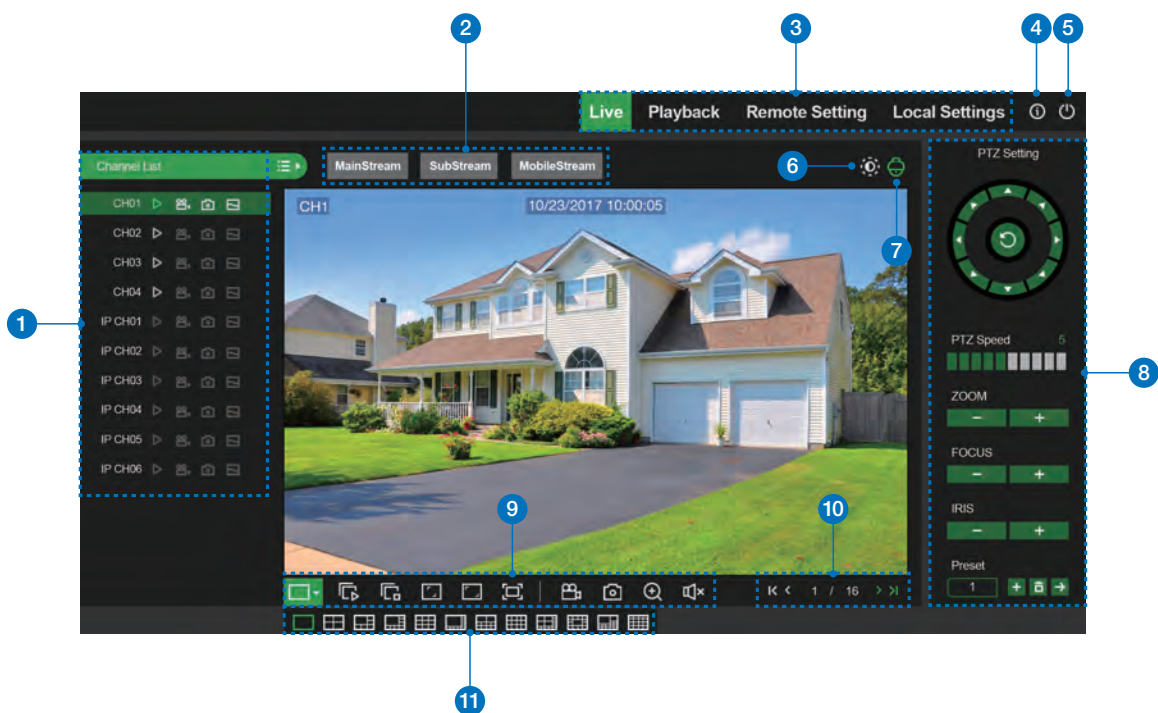 2
3
4
5
Live Playback Remote Setting Local Settings
Channel List
MainStream SubStream MobileStream
6
PTZ Setting
CH01
CH1
10/23/2017 10:00:05
7
CH02
CH03
CH04
1
IP CH01
IP CH02
IP CH03
IP CH04
IP CH05
IP CH06
PTZ Speed 5
8
ZOOM
- +
FOCUS
- +
IRIS
- +
Preset
1
9
10
1 / 16
11